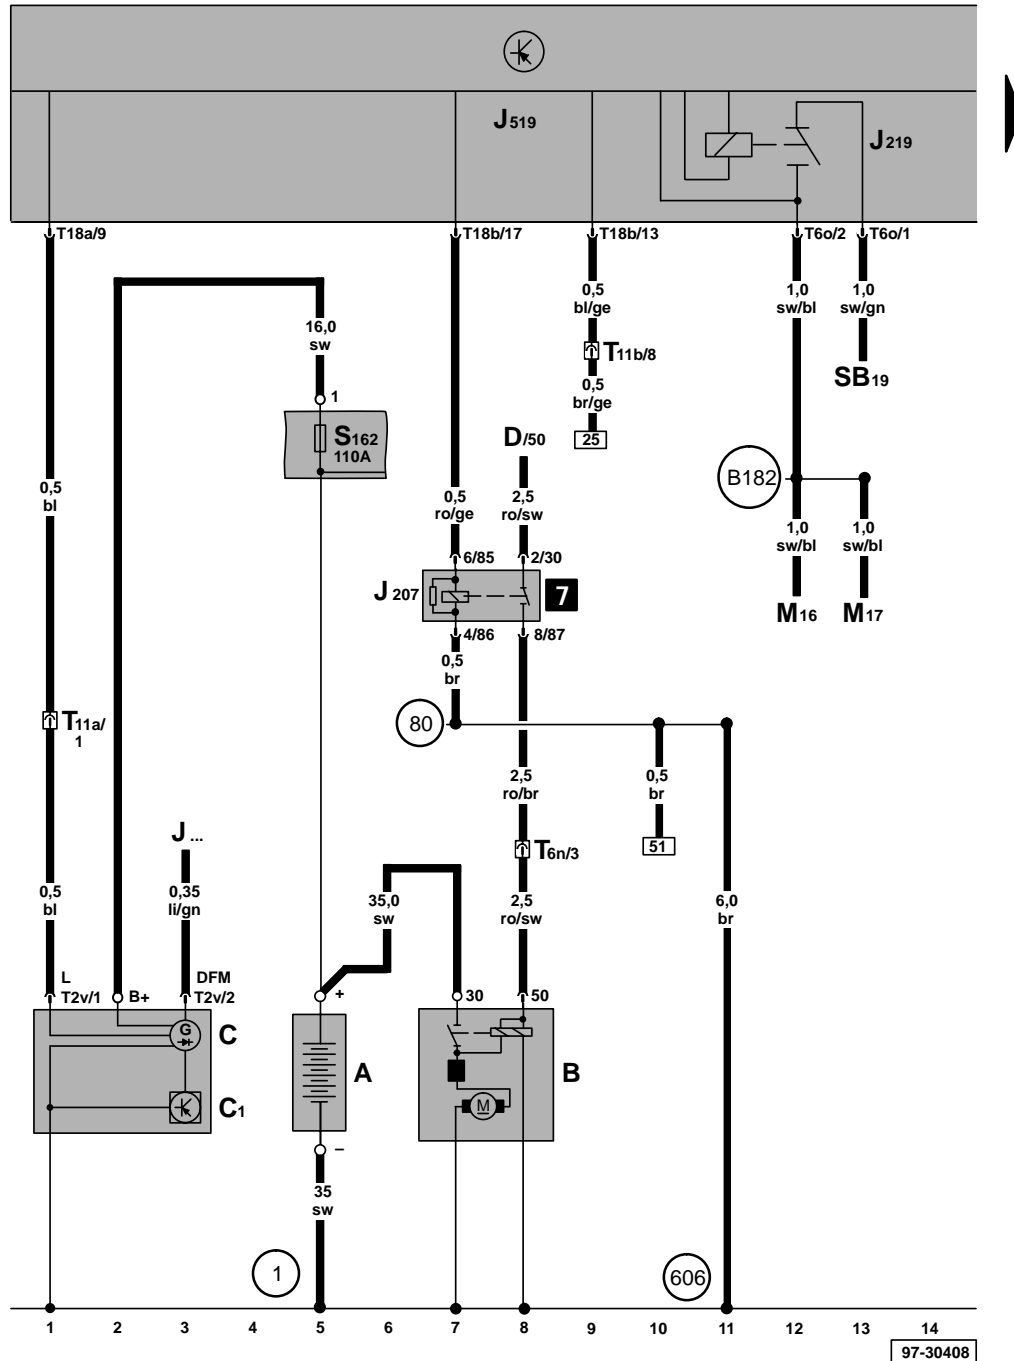 J519
J219
T18a/9
T18b/17
T18b/13
T6o/2
T6o/1
0,5
bl/ge
1,0
sw/bl
1,0
sw/gn
16,0
sw
T11b/8
SB19
0,5
br/ge
1
S162
110A
D/50
25
B182
0,5
bl
0,5
ro/ge
2,5
ro/sw
1,0
sw/bl
1,0
sw/bl
6/85
2/30
J 207
7
M16
M17
4/86
8/87
0,5
br
T11a/
1
80
2,5
ro/br
0,5
br
J ...
T6n/3
51
0,5
bl
0,35
li/gn
35,0
sw
2,5
ro/sw
6,0
br
L
DFM
T2v/1
B+
T2v/2
+
30
50
G
C
A
B
C1
M
–
35
sw
1
606
1 2 3 4 5 6 7 8 9 10 11 12 13 14
97-30408